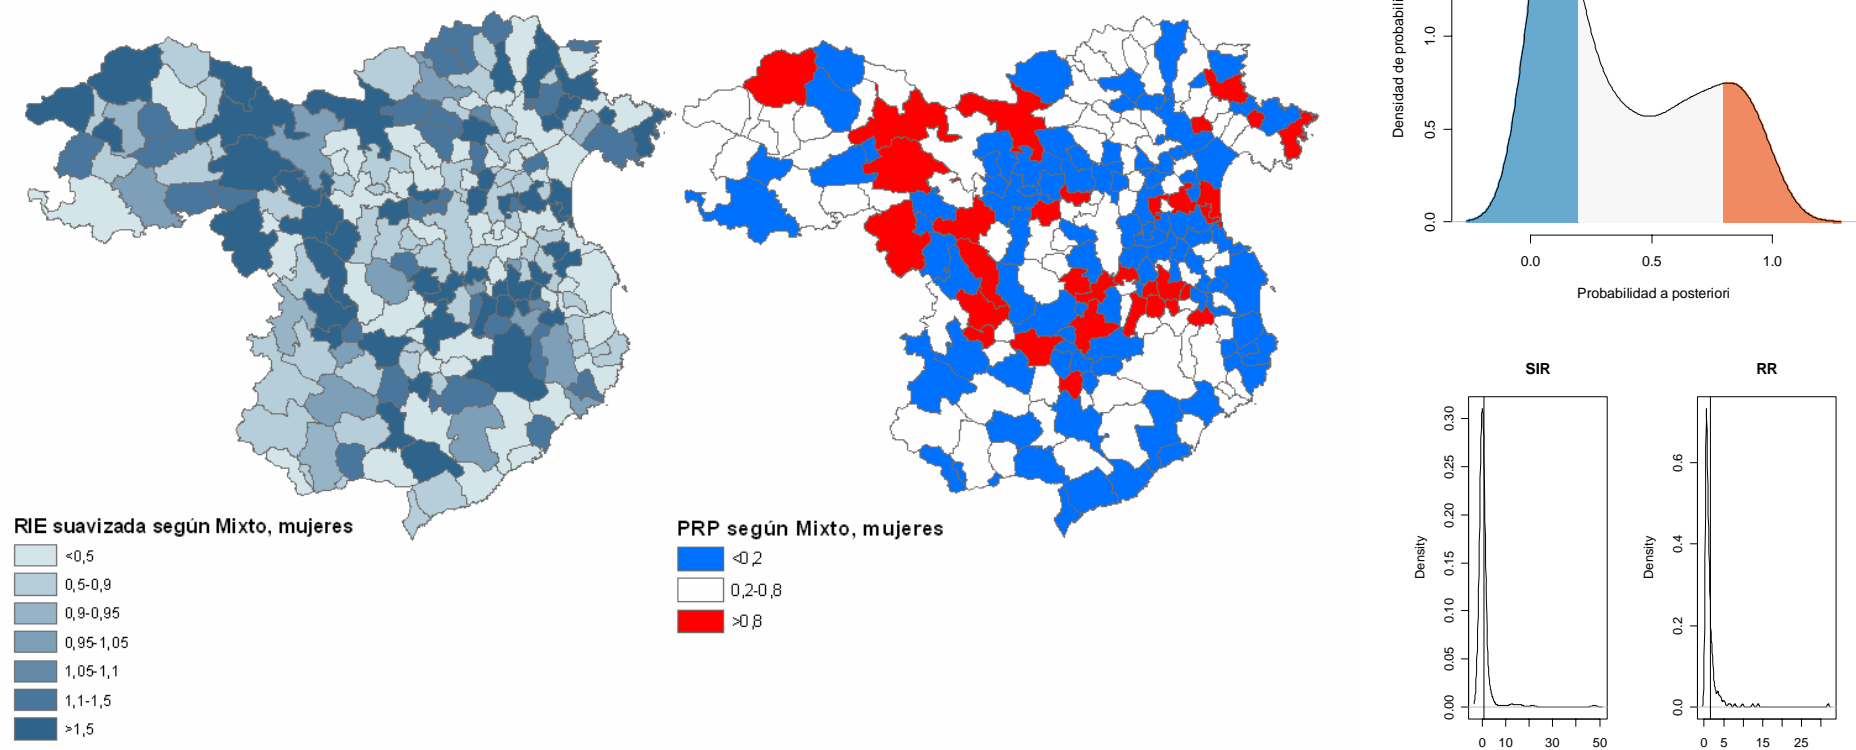 RIE suavizada según Mixto, mujeres
<0,5
0,5-0,9
0,9-0,95
0,95-1,05
1,05-1,1
1,1-1,5
>1,5
PRP según Mixto, mujeres
<0,2
0,2-0,8
>0,8
Densidad de probabili
1.0
0.5
0.0
0.0 0.5 1.0
Probabilidad a posteriori
SIR
Density
0.30
0.25
0.20
0.15
0.10
0.05
0.00
0 10 30 50
RR
Density
0.6
0.4
0.2
0.0
0 5 15 25